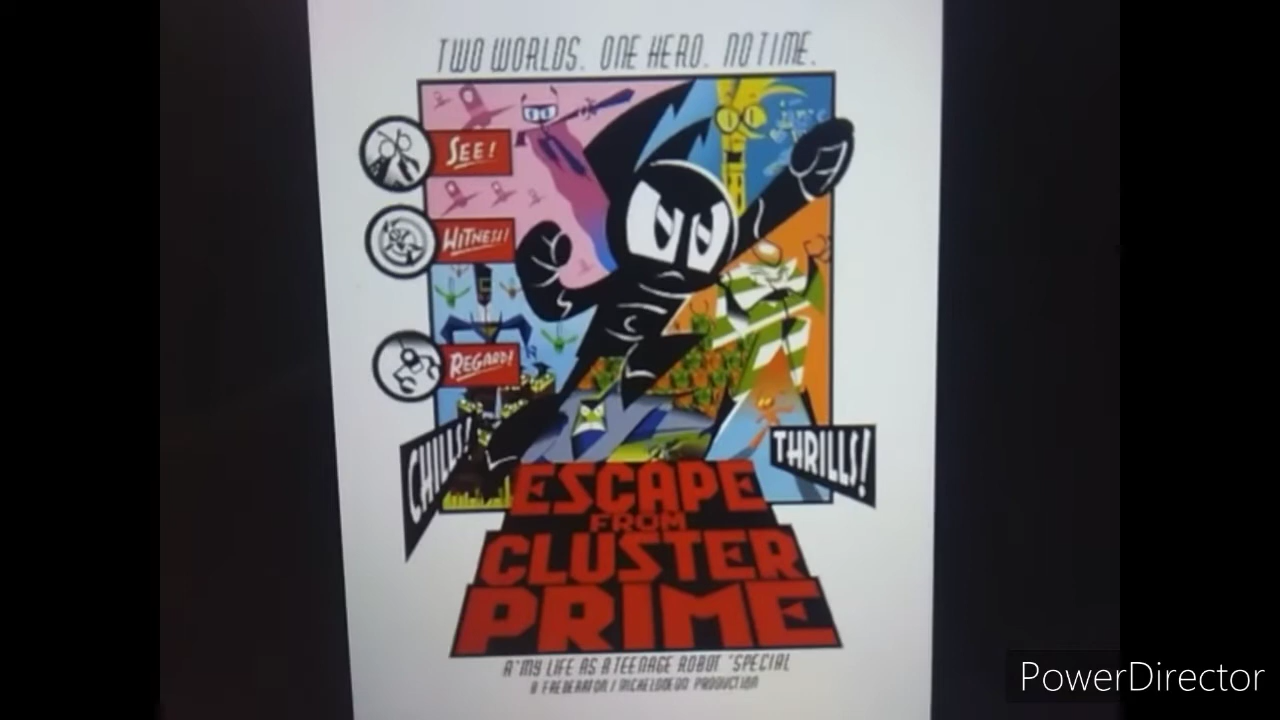 TWO WORLDS. ONE HERO. NO TIME.
SEE!
WITNESS!
REGARD!
CHILLS!
THRILLS!
ESCAPE
FROM
CLUSTER
PRIME
A "MY LIFE AS A TEENAGE ROBOT" SPECIAL
A FREDERATOR / NICKELODEON PRODUCTION
PowerDirector